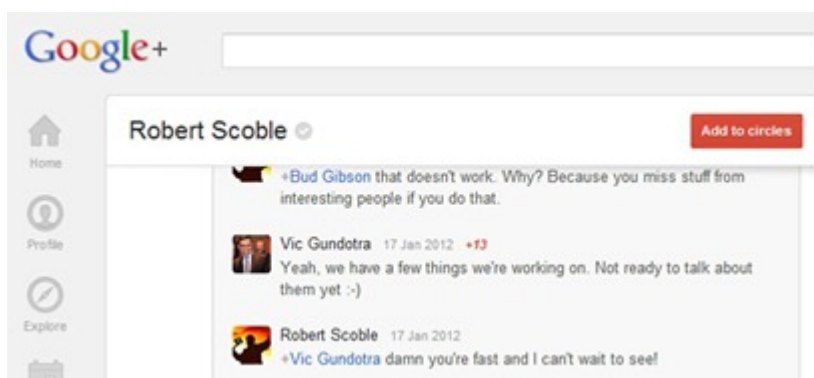 Google+
Robert Scoble
Add to circles
Home
Profile
Explore
+Bud Gibson that doesn't work. Why? Because you miss stuff from
interesting people if you do that.
Vic Gundotra 17 Jan 2012 +13
Yeah, we have a few things we're working on. Not ready to talk about
them yet :-)
Robert Scoble 17 Jan 2012
+Vic Gundotra damn you're fast and I can't wait to see!